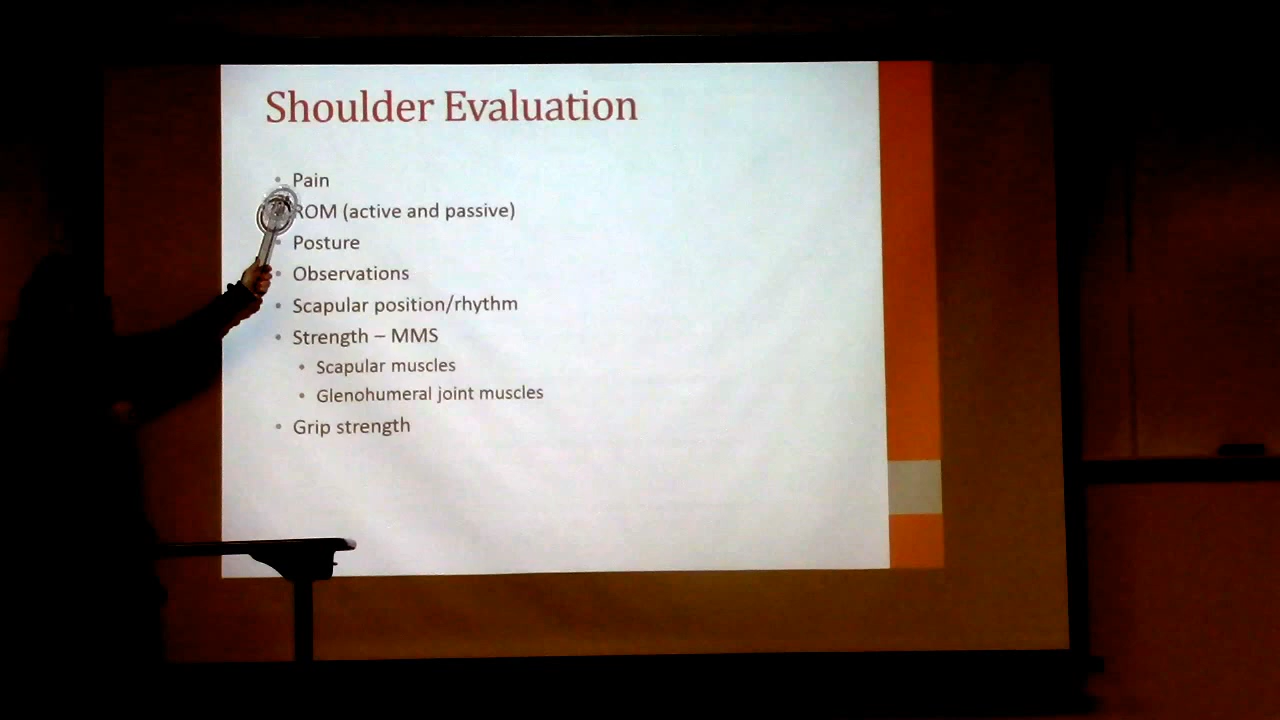 Shoulder Evaluation
• Pain
ROM (active and passive)
• Posture
• Observations
• Scapular position/rhythm
• Strength – MMS
• Scapular muscles
• Glenohumeral joint muscles
• Grip strength